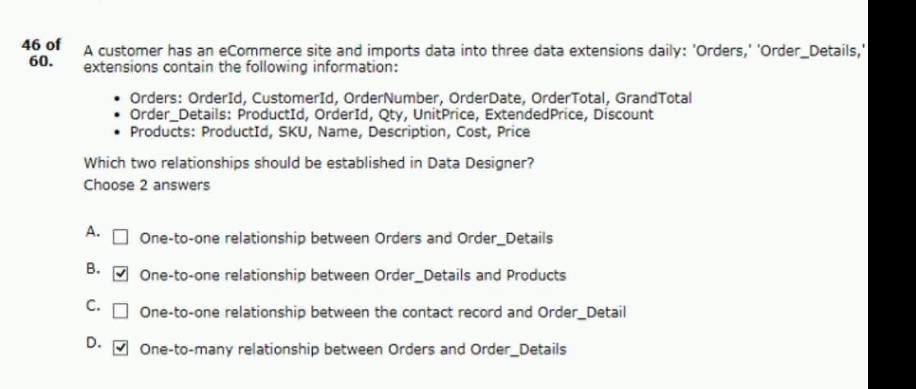 46 of
60.
A customer has an eCommerce site and imports data into three data extensions daily: 'Orders,' 'Order_Details,'
extensions contain the following information:
• Orders: OrderId, CustomerId, OrderNumber, OrderDate, OrderTotal, GrandTotal
• Order_Details: ProductId, OrderId, Qty, UnitPrice, ExtendedPrice, Discount
• Products: ProductId, SKU, Name, Description, Cost, Price
Which two relationships should be established in Data Designer?
Choose 2 answers
A. One-to-one relationship between Orders and Order_Details
B. One-to-one relationship between Order_Details and Products
C. One-to-one relationship between the contact record and Order_Detail
D. One-to-many relationship between Orders and Order_Details